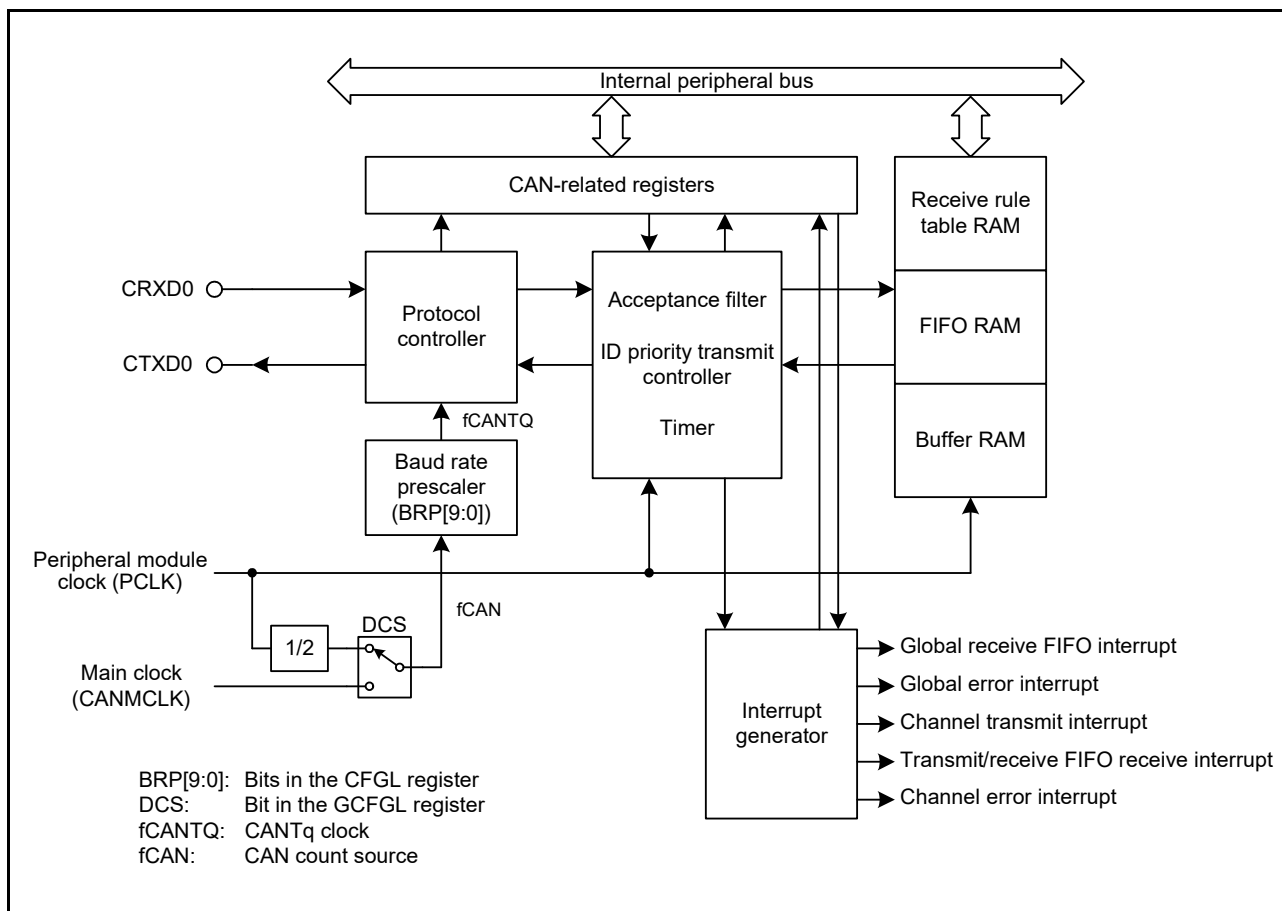 Internal peripheral bus
CAN-related registers
Receive rule
table RAM
FIFO RAM
Buffer RAM
CRXD0
CTXD0
Protocol
controller
Acceptance filter
ID priority transmit
controller
Timer
fCANTQ
Baud rate
prescaler
(BRP[9:0])
Peripheral module
clock (PCLK)
fCAN
DCS
1/2
Main clock
(CANMCLK)
Interrupt
generator
Global receive FIFO interrupt
Global error interrupt
Channel transmit interrupt
Transmit/receive FIFO receive interrupt
Channel error interrupt
BRP[9:0]: Bits in the CFGL register
DCS: Bit in the GCFGL register
fCANTQ: CANTq clock
fCAN: CAN count source